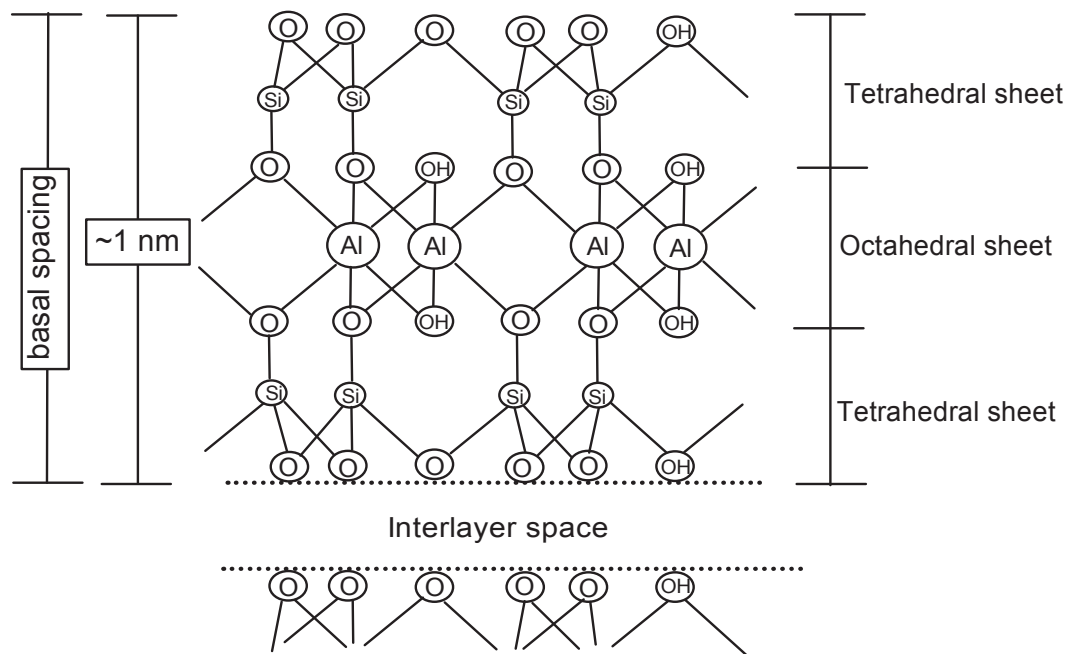 O O O O O OH
Si Si Si Si
Tetrahedral sheet
O O OH O O OH
basal spacing
~1 nm
Al Al Al Al
Octahedral sheet
O O OH O O OH
Si Si Si Si
Tetrahedral sheet
O O O O O OH
Interlayer space
O O O O O OH